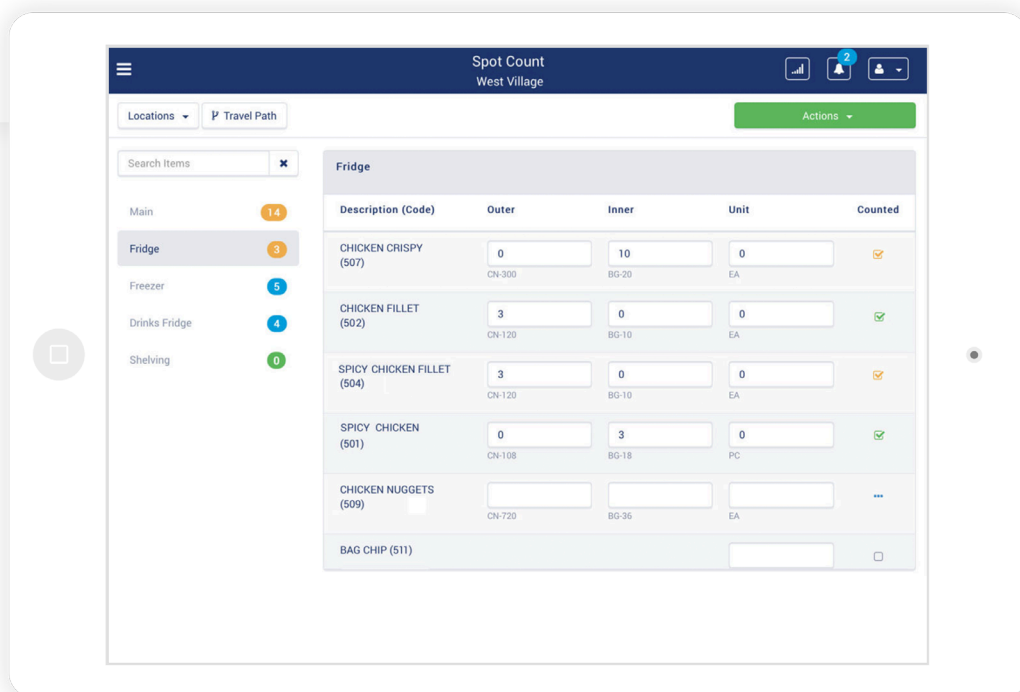 Spot Count
West Village
2
Locations
Travel Path
Actions
Search Items
Main 14
Fridge 3
Freezer 5
Drinks Fridge 4
Shelving 0
Fridge
Description (Code) Outer Inner Unit Counted
CHICKEN CRISPY
(507)
0 10 0
CN-300 BG-20 EA
CHICKEN FILLET
(502)
3 0 0
CN-120 BG-10 EA
SPICY CHICKEN FILLET
(504)
3 0 0
CN-120 BG-10 EA
SPICY CHICKEN
(501)
0 3 0
CN-108 BG-18 PC
CHICKEN NUGGETS
(509)
CN-720 BG-36 EA
BAG CHIP (511)